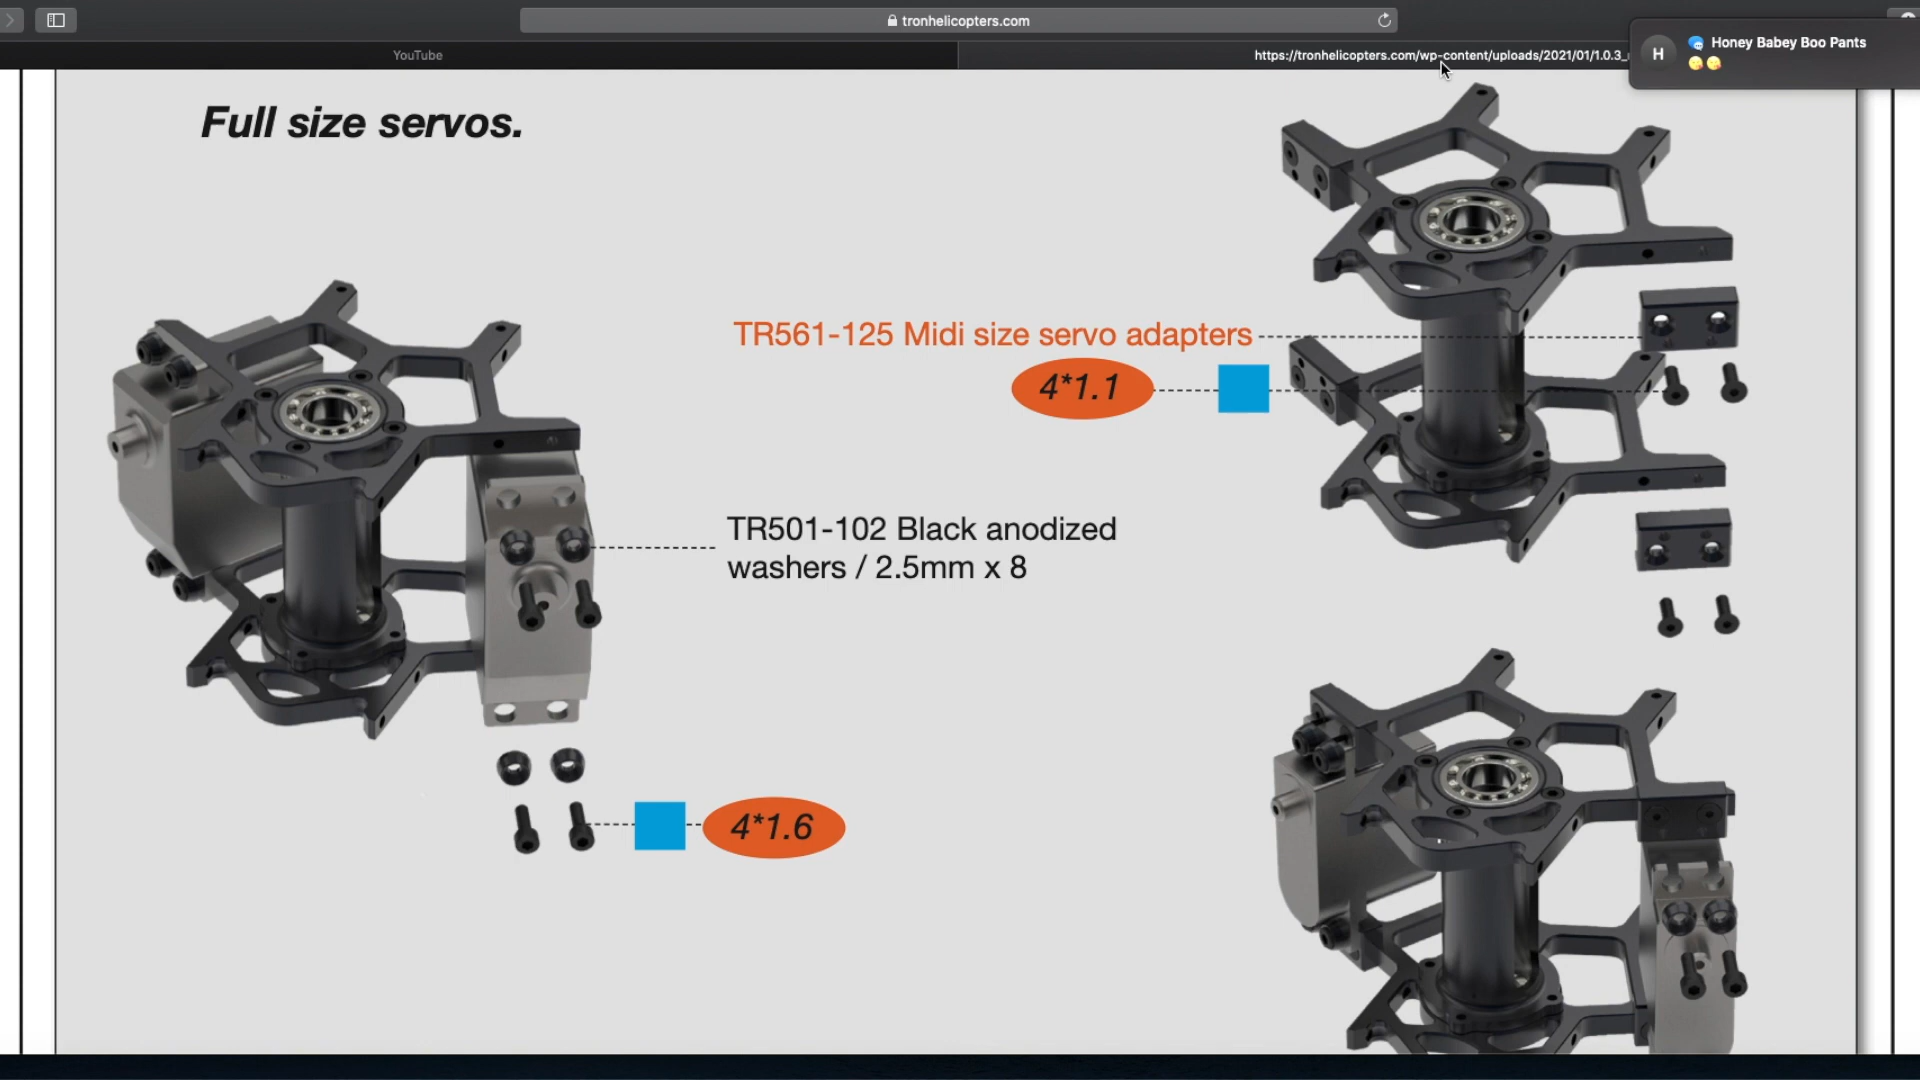 tronhelicopters.com
YouTube
https://tronhelicopters.com/wp-content/uploads/2021/01/1.0.3_
H
Honey Babey Boo Pants
Full size servos.
TR561-125 Midi size servo adapters
4*1.1
TR501-102 Black anodized
washers / 2.5mm x 8
4*1.6